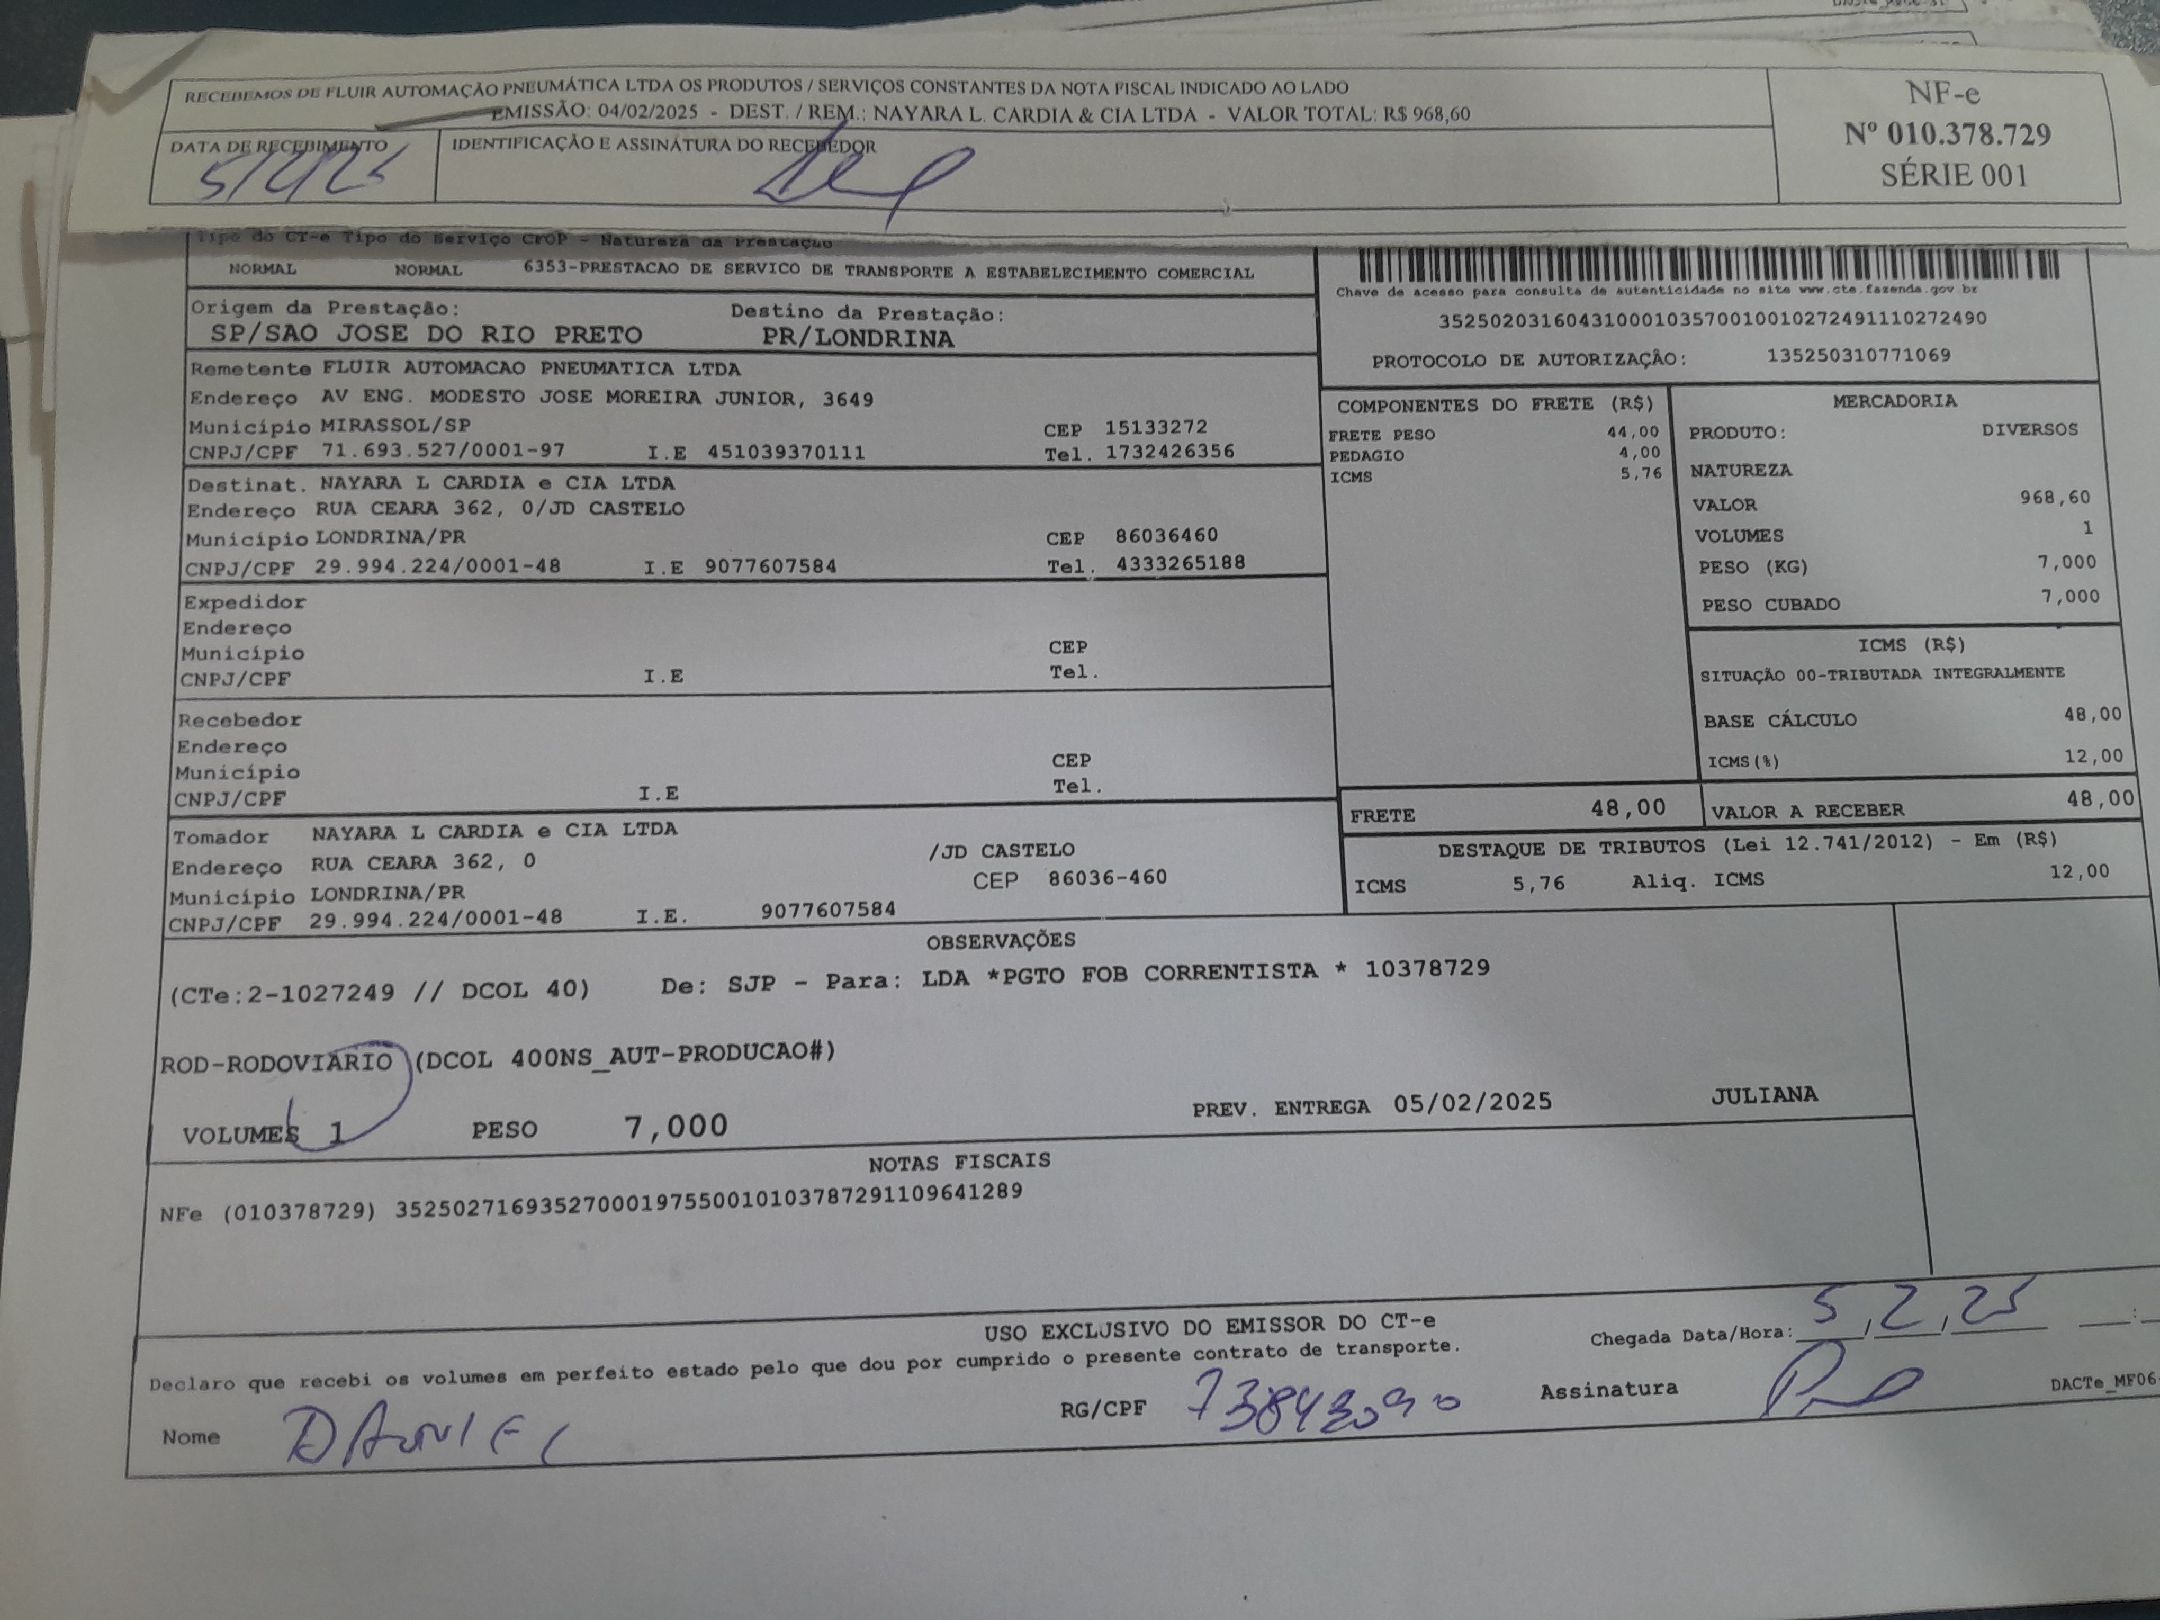 RECEBEMOS DE FLUIR AUTOMAÇÃO PNEUMÁTICA LTDA OS PRODUTOS / SERVIÇOS CONSTANTES DA NOTA FISCAL INDICADO AO LADO
EMISSÃO: 04/02/2025 - DEST. / REM.: NAYARA L. CARDIA & CIA LTDA - VALOR TOTAL: R$ 968,60
DATA DE RECEBIMENTO IDENTIFICAÇÃO E ASSINATURA DO RECEBEDOR
5/2/25
NF-e
Nº 010.378.729
SÉRIE 001
Tipo do CT-e Tipo do Serviço CFOP - Natureza da Prestação
NORMAL NORMAL 6353-PRESTACAO DE SERVICO DE TRANSPORTE A ESTABELECIMENTO COMERCIAL
Origem da Prestação: Destino da Prestação:
SP/SAO JOSE DO RIO PRETO PR/LONDRINA
Remetente FLUIR AUTOMACAO PNEUMATICA LTDA
Endereço AV ENG. MODESTO JOSE MOREIRA JUNIOR, 3649
Município MIRASSOL/SP CEP 15133272
CNPJ/CPF 71.693.527/0001-97 I.E 451039370111 Tel. 1732426356
Destinat. NAYARA L CARDIA e CIA LTDA
Endereço RUA CEARA 362, 0/JD CASTELO
Município LONDRINA/PR CEP 86036460
CNPJ/CPF 29.994.224/0001-48 I.E 9077607584 Tel. 4333265188
Expedidor
Endereço
Município CEP
CNPJ/CPF I.E Tel.
Recebedor
Endereço
Município CEP
CNPJ/CPF I.E Tel.
Tomador NAYARA L CARDIA e CIA LTDA
Endereço RUA CEARA 362, 0 /JD CASTELO
Município LONDRINA/PR CEP 86036-460
CNPJ/CPF 29.994.224/0001-48 I.E. 9077607584
Chave de acesso para consulta de autenticidade no site www.cte.fazenda.gov.br
35250203160431000103570010010272491110272490
PROTOCOLO DE AUTORIZAÇÃO: 135250310771069
COMPONENTES DO FRETE (R$)
FRETE PESO 44,00
PEDAGIO 4,00
ICMS 5,76
MERCADORIA
PRODUTO: DIVERSOS
NATUREZA
VALOR 968,60
VOLUMES 1
PESO (KG) 7,000
PESO CUBADO 7,000
ICMS (R$)
SITUAÇÃO 00-TRIBUTADA INTEGRALMENTE
BASE CÁLCULO 48,00
ICMS(%) 12,00
FRETE 48,00 VALOR A RECEBER 48,00
DESTAQUE DE TRIBUTOS (Lei 12.741/2012) - Em (R$)
ICMS 5,76 Aliq. ICMS 12,00
OBSERVAÇÕES
(CTe:2-1027249 // DCOL 40) De: SJP - Para: LDA *PGTO FOB CORRENTISTA * 10378729
ROD-RODOVIARIO (DCOL 400NS_AUT-PRODUCAO#)
VOLUMES 1 PESO 7,000 PREV. ENTREGA 05/02/2025 JULIANA
NOTAS FISCAIS
NFe (010378729) 35250271693527000197550010103787291109641289
USO EXCLUSIVO DO EMISSOR DO CT-e
Chegada Data/Hora: 5,2,25
Declaro que recebi os volumes em perfeito estado pelo que dou por cumprido o presente contrato de transporte.
Nome DANIEL RG/CPF 73843090 Assinatura DACTe_MF06